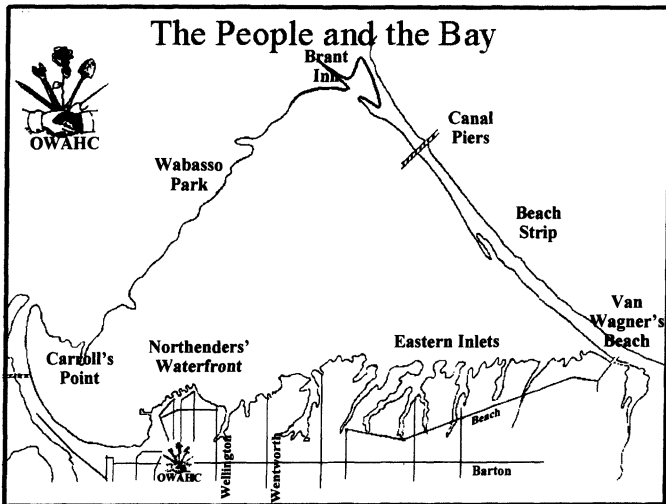 The People and the Bay
Brant
Inn
OWAHC
Canal
Piers
Wabasso
Park
Beach
Strip
Van
Wagner's
Beach
Carroll's
Point
Northenders'
Waterfront
Eastern Inlets
Beach
Wellington
Wentworth
Barton
OWAHC